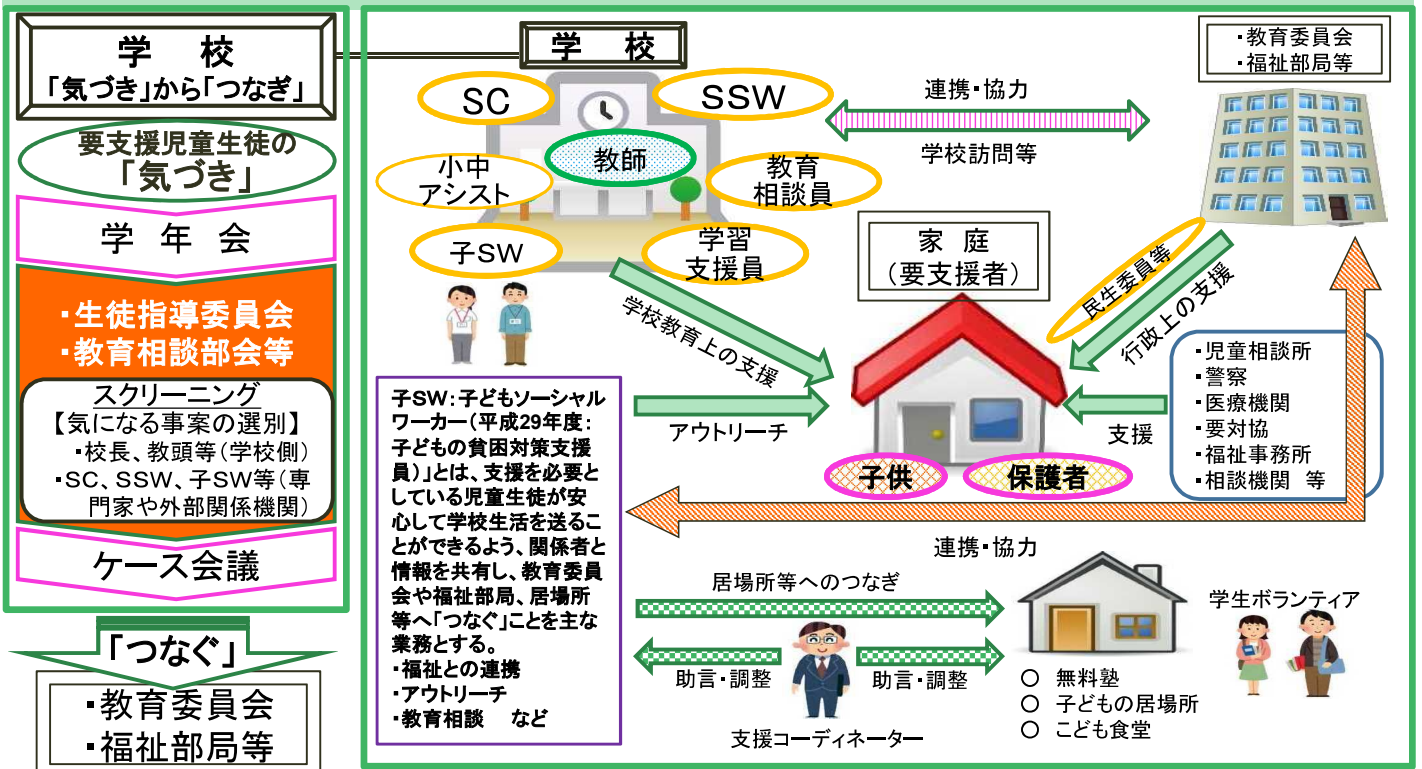 学　校
「気づき」から「つなぎ」
要支援児童生徒の
「気づき」
学　年　会
・生徒指導委員会
・教育相談部会等
スクリーニング
【気になる事案の選別】
・校長、教頭等（学校側）
・SC、SSW、子SW等（専
門家や外部関係機関）
ケース会議
「つなぐ」
・教育委員会
・福祉部局等
学　校
SC
SSW
教師
小中
アシスト
教育
相談員
子SW
学習
支援員
連携・協力
学校訪問等
・教育委員会
・福祉部局等
家　庭
（要支援者）
民生委員等
行政上の支援
学校教育上の支援
アウトリーチ
支援
・児童相談所
・警察
・医療機関
・要対協
・福祉事務所
・相談機関　等
子供
保護者
子SW：子どもソーシャル
ワーカー（平成29年度：
子どもの貧困対策支援
員）」とは、支援を必要と
している児童生徒が安
心して学校生活を送るこ
とができるよう、関係者と
情報を共有し、教育委員
会や福祉部局、居場所
等へ「つなぐ」ことを主な
業務とする。
・福祉との連携
・アウトリーチ
・教育相談　など
連携・協力
居場所等へのつなぎ
助言・調整
助言・調整
支援コーディネーター
学生ボランティア
○　無料塾
○　子どもの居場所
○　こども食堂